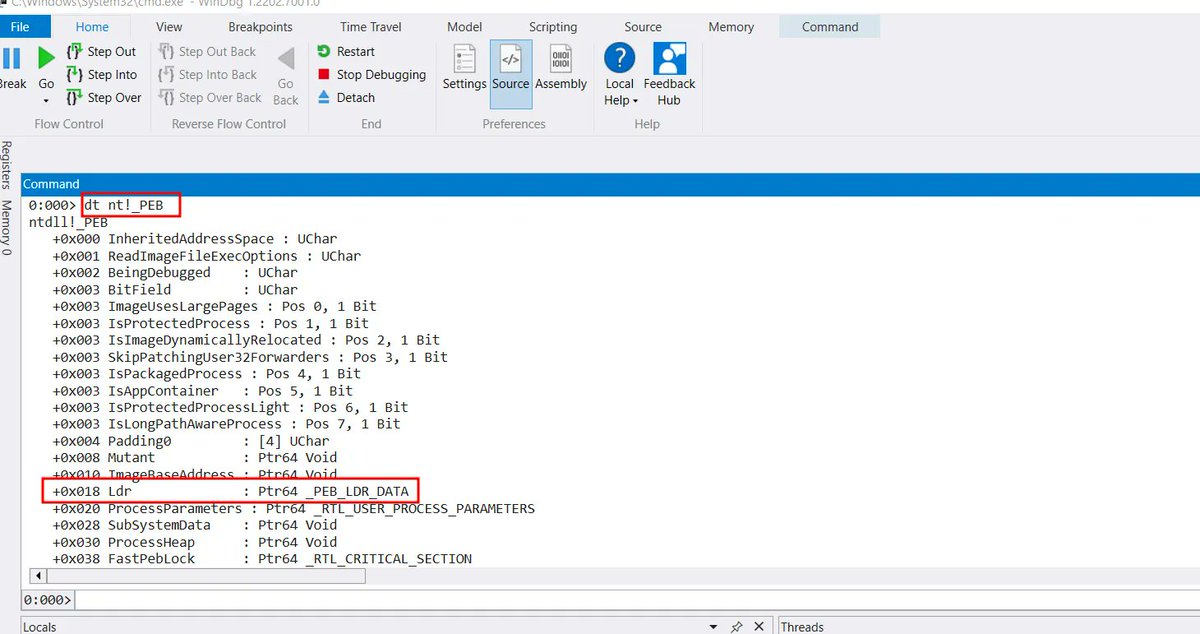 C:\Windows\System32\cmd.exe - WinDbg 1.2202.7001.0
File Home View Breakpoints Time Travel Model Scripting Source Memory Command
Break
Go
Step Out
Step Into
Step Over
Flow Control
Step Out Back
Step Into Back
Step Over Back
Go
Back
Reverse Flow Control
Restart
Stop Debugging
Detach
End
Settings Source Assembly
Preferences
Local
Help
Feedback
Hub
Help
Registers
Memory 0
Command
0:000> dt nt!_PEB
ntdll!_PEB
+0x000 InheritedAddressSpace : UChar
+0x001 ReadImageFileExecOptions : UChar
+0x002 BeingDebugged : UChar
+0x003 BitField : UChar
+0x003 ImageUsesLargePages : Pos 0, 1 Bit
+0x003 IsProtectedProcess : Pos 1, 1 Bit
+0x003 IsImageDynamicallyRelocated : Pos 2, 1 Bit
+0x003 SkipPatchingUser32Forwarders : Pos 3, 1 Bit
+0x003 IsPackagedProcess : Pos 4, 1 Bit
+0x003 IsAppContainer : Pos 5, 1 Bit
+0x003 IsProtectedProcessLight : Pos 6, 1 Bit
+0x003 IsLongPathAwareProcess : Pos 7, 1 Bit
+0x004 Padding0 : [4] UChar
+0x008 Mutant : Ptr64 Void
+0x010 ImageBaseAddress : Ptr64 Void
+0x018 Ldr : Ptr64 _PEB_LDR_DATA
+0x020 ProcessParameters : Ptr64 _RTL_USER_PROCESS_PARAMETERS
+0x028 SubSystemData : Ptr64 Void
+0x030 ProcessHeap : Ptr64 Void
+0x038 FastPebLock : Ptr64 _RTL_CRITICAL_SECTION
0:000>
Locals
Threads